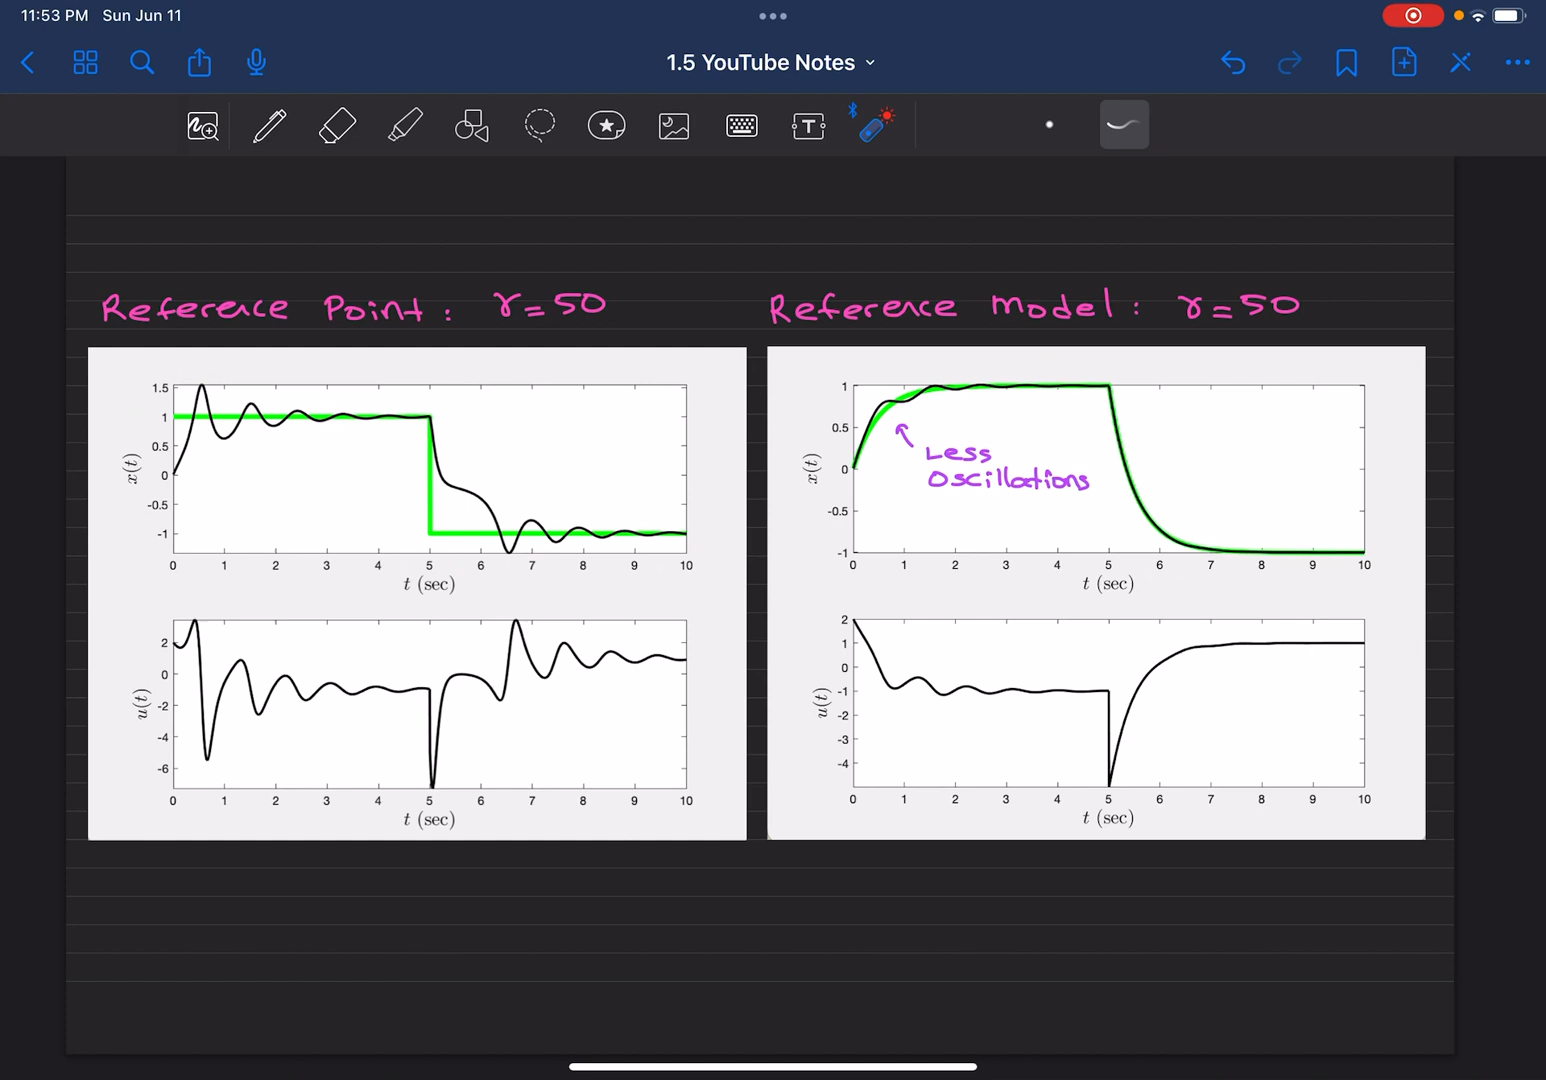 11:53 PM Sun Jun 11
1.5 YouTube Notes
T
Reference Point: γ=50
Reference Model: γ=50
1.5
1
0.5
0
-0.5
-1
x(t)
0 1 2 3 4 5 6 7 8 9 10
t (sec)
2
0
-2
-4
-6
u(t)
0 1 2 3 4 5 6 7 8 9 10
t (sec)
1
0.5
0
-0.5
-1
x(t)
Less
Oscillations
0 1 2 3 4 5 6 7 8 9 10
t (sec)
2
1
0
-1
-2
-3
-4
u(t)
0 1 2 3 4 5 6 7 8 9 10
t (sec)